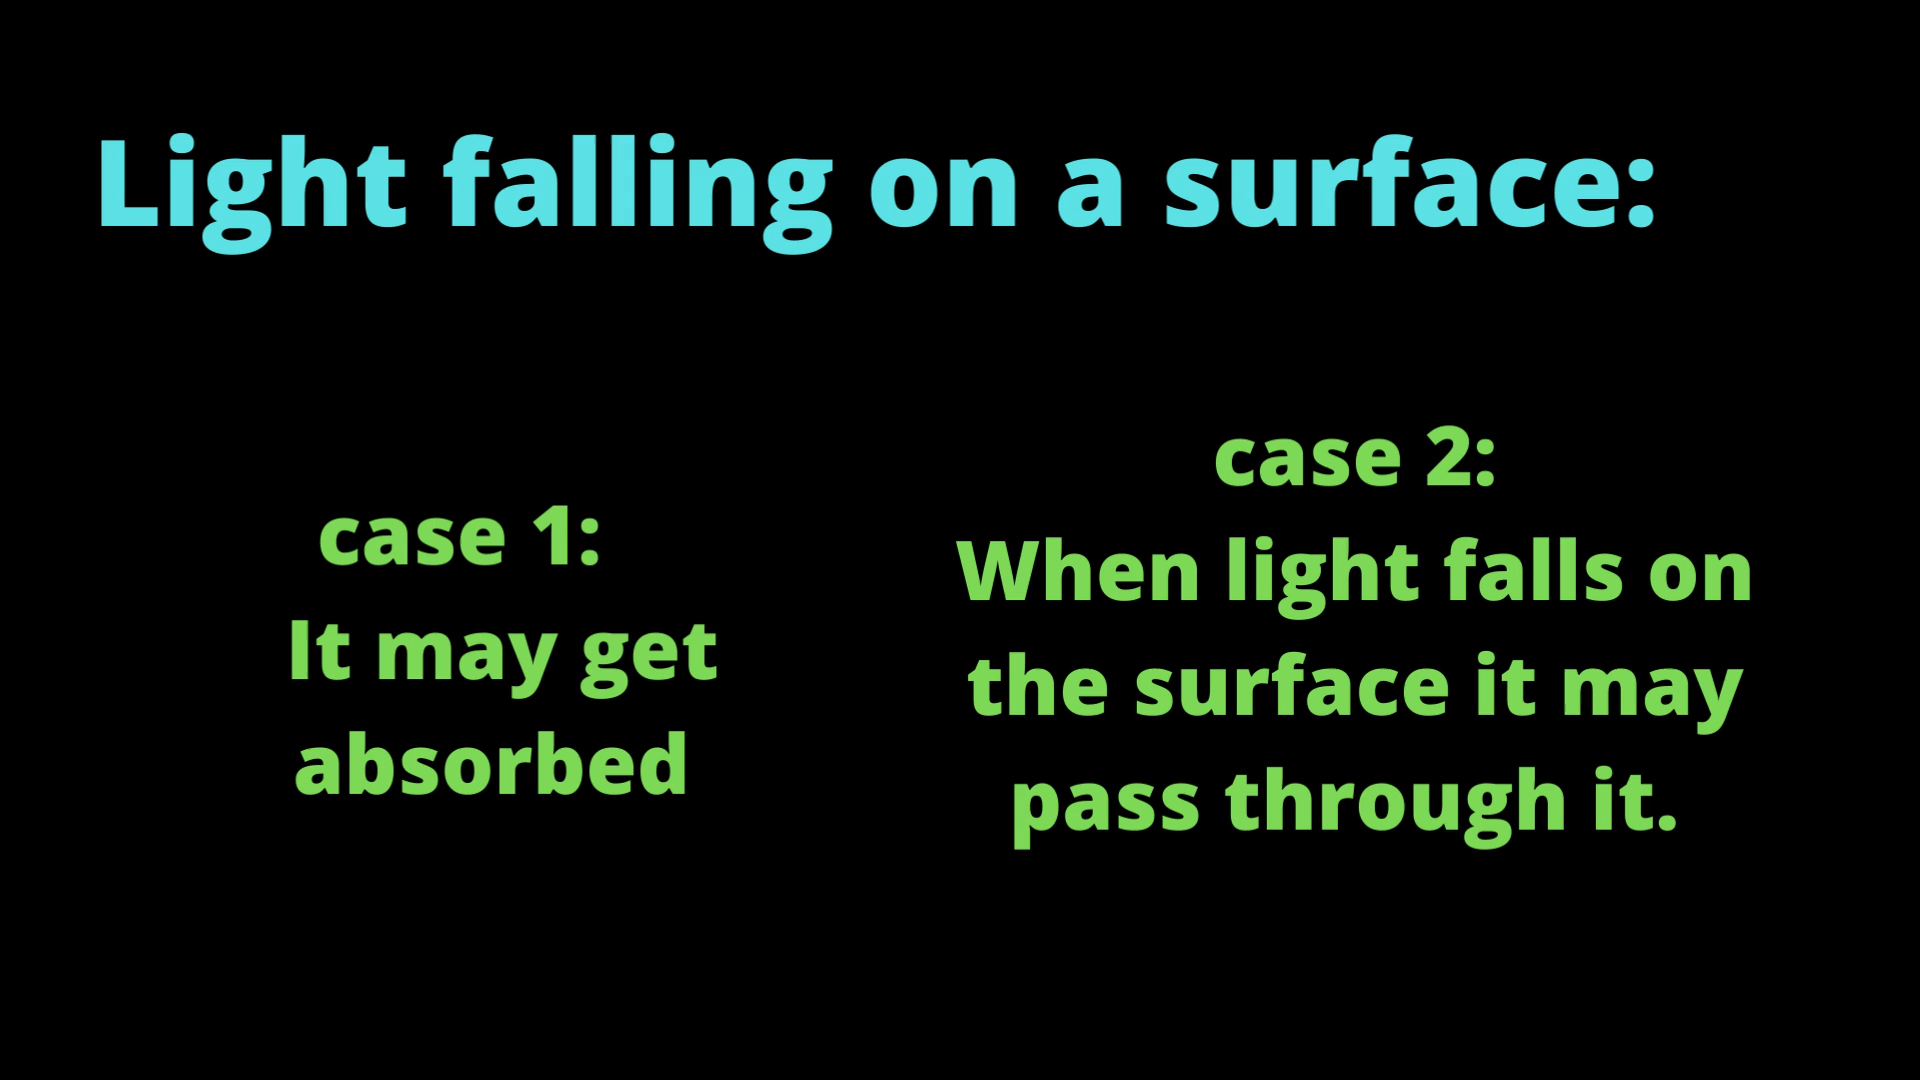 Light falling on a surface:
case 1:
It may get
absorbed
case 2:
When light falls on
the surface it may
pass through it.